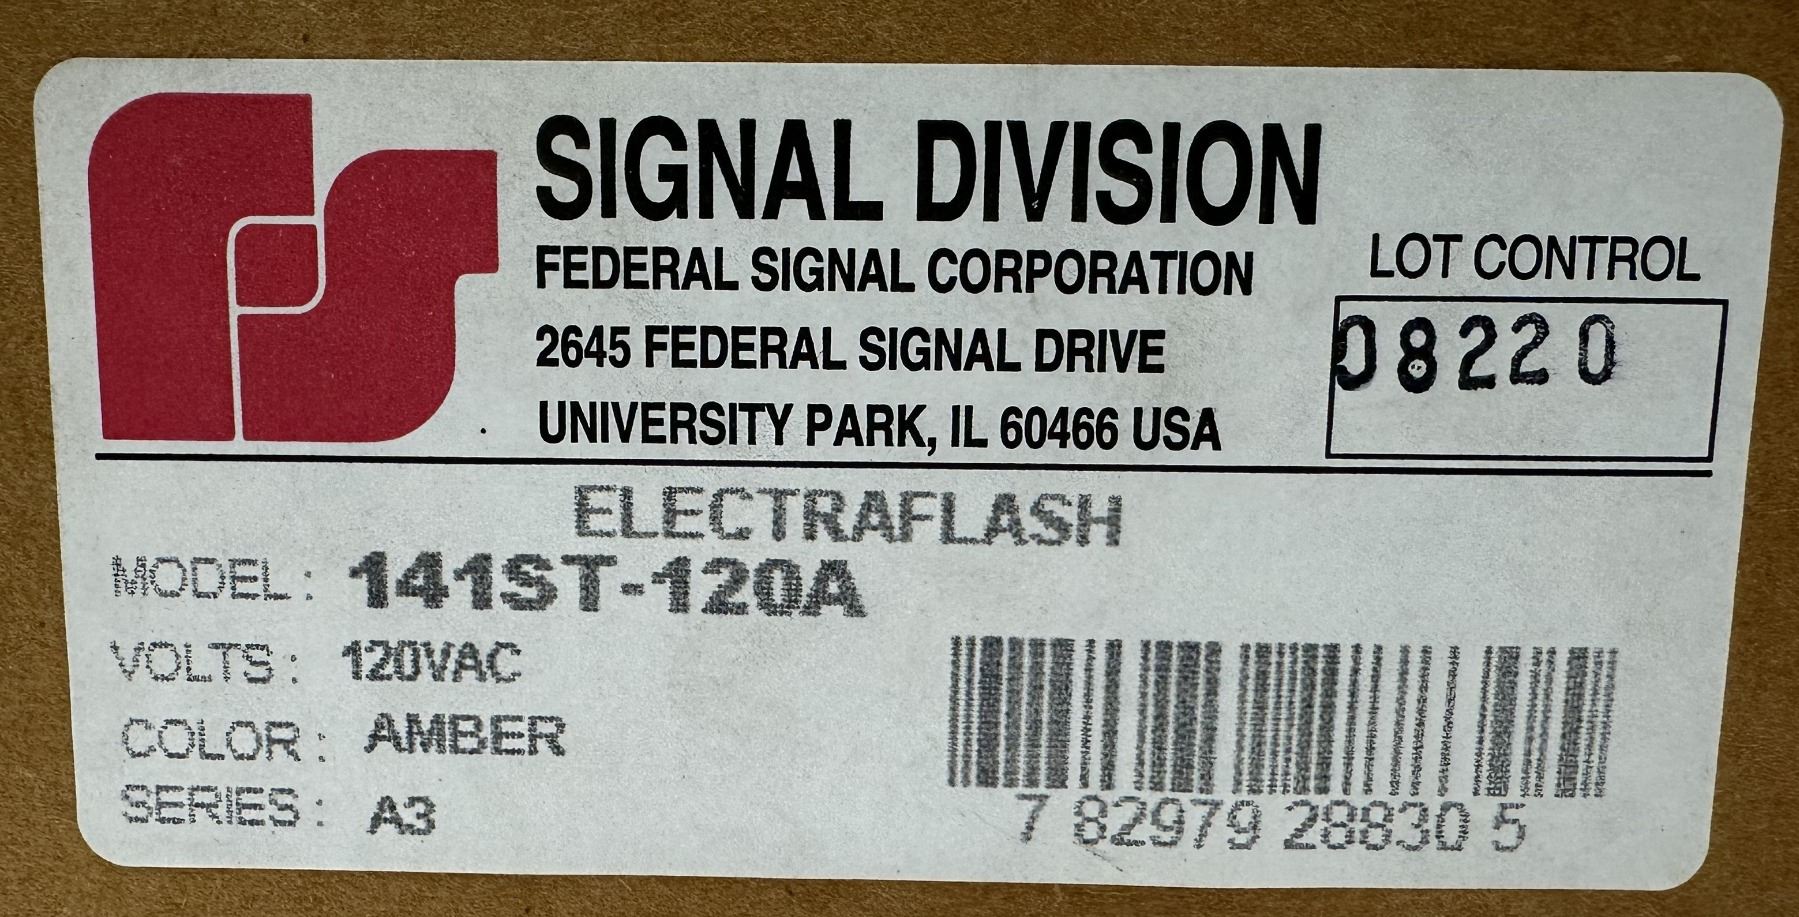 SIGNAL DIVISION
FEDERAL SIGNAL CORPORATION
2645 FEDERAL SIGNAL DRIVE
UNIVERSITY PARK, IL 60466 USA
LOT CONTROL
08220
ELECTRAFLASH
MODEL: 141ST-120A
VOLTS: 120VAC
COLOR: AMBER
SERIES: A3
7 82979 28830 5